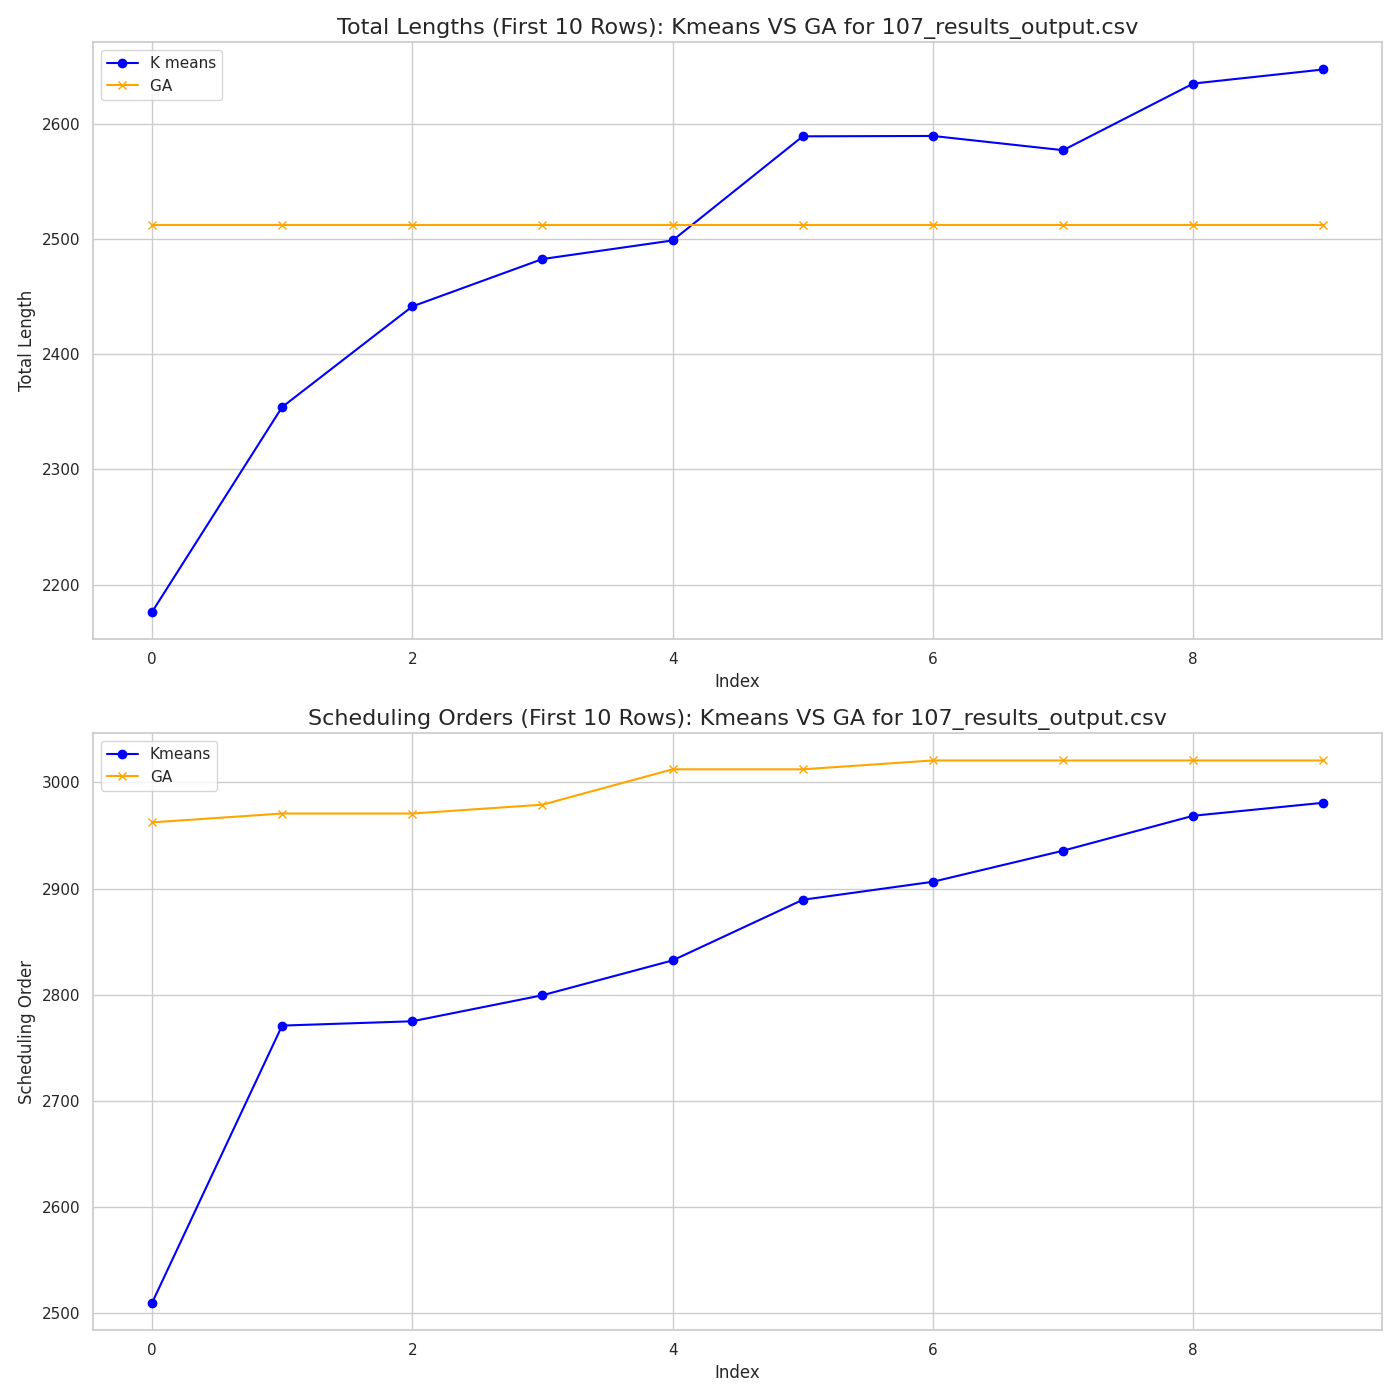 Total Lengths (First 10 Rows): Kmeans VS GA for 107_results_output.csv
K means
GA
2600
2500
2400
2300
2200
Total Length
0 2 4 6 8
Index
Scheduling Orders (First 10 Rows): Kmeans VS GA for 107_results_output.csv
Kmeans
GA
3000
2900
2800
2700
2600
2500
Scheduling Order
0 2 4 6 8
Index